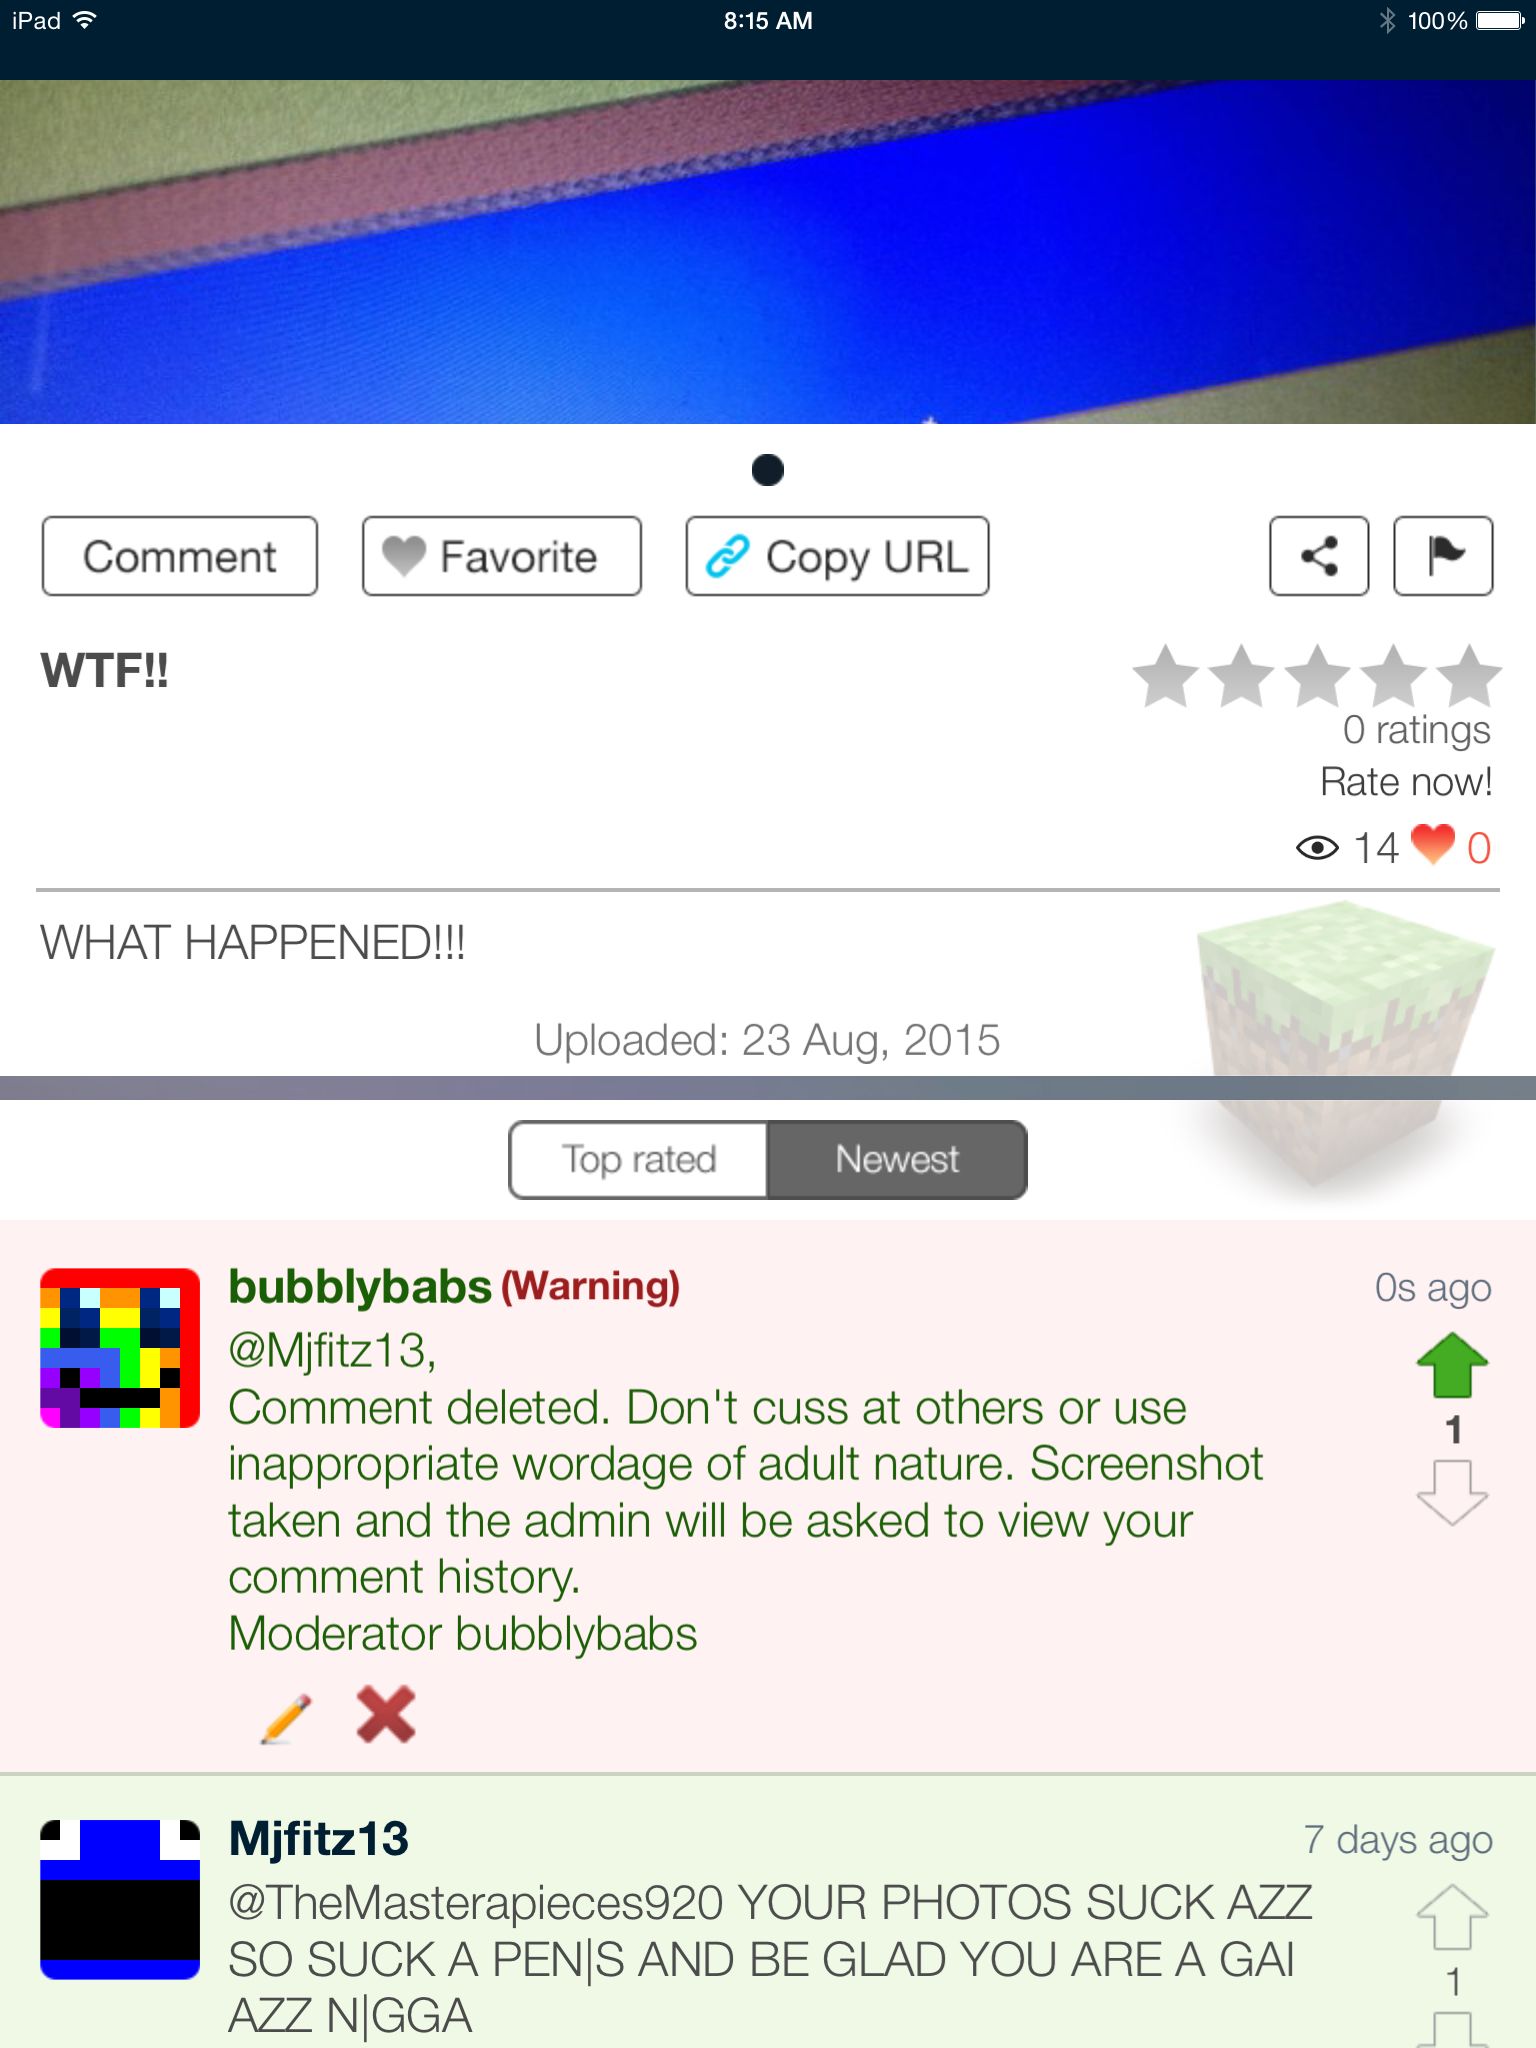 iPad 8:15 AM 100%
Comment Favorite Copy URL
WTF!!
0 ratings
Rate now!
14 0
WHAT HAPPENED!!!
Uploaded: 23 Aug, 2015
Top rated Newest
bubblybabs (Warning) 0s ago
@Mjfitz13,
Comment deleted. Don't cuss at others or use
inappropriate wordage of adult nature. Screenshot
taken and the admin will be asked to view your
comment history.
Moderator bubblybabs
1
Mjfitz13 7 days ago
@TheMasterapieces920 YOUR PHOTOS SUCK AZZ
SO SUCK A PEN|S AND BE GLAD YOU ARE A GAI
AZZ N|GGA
1